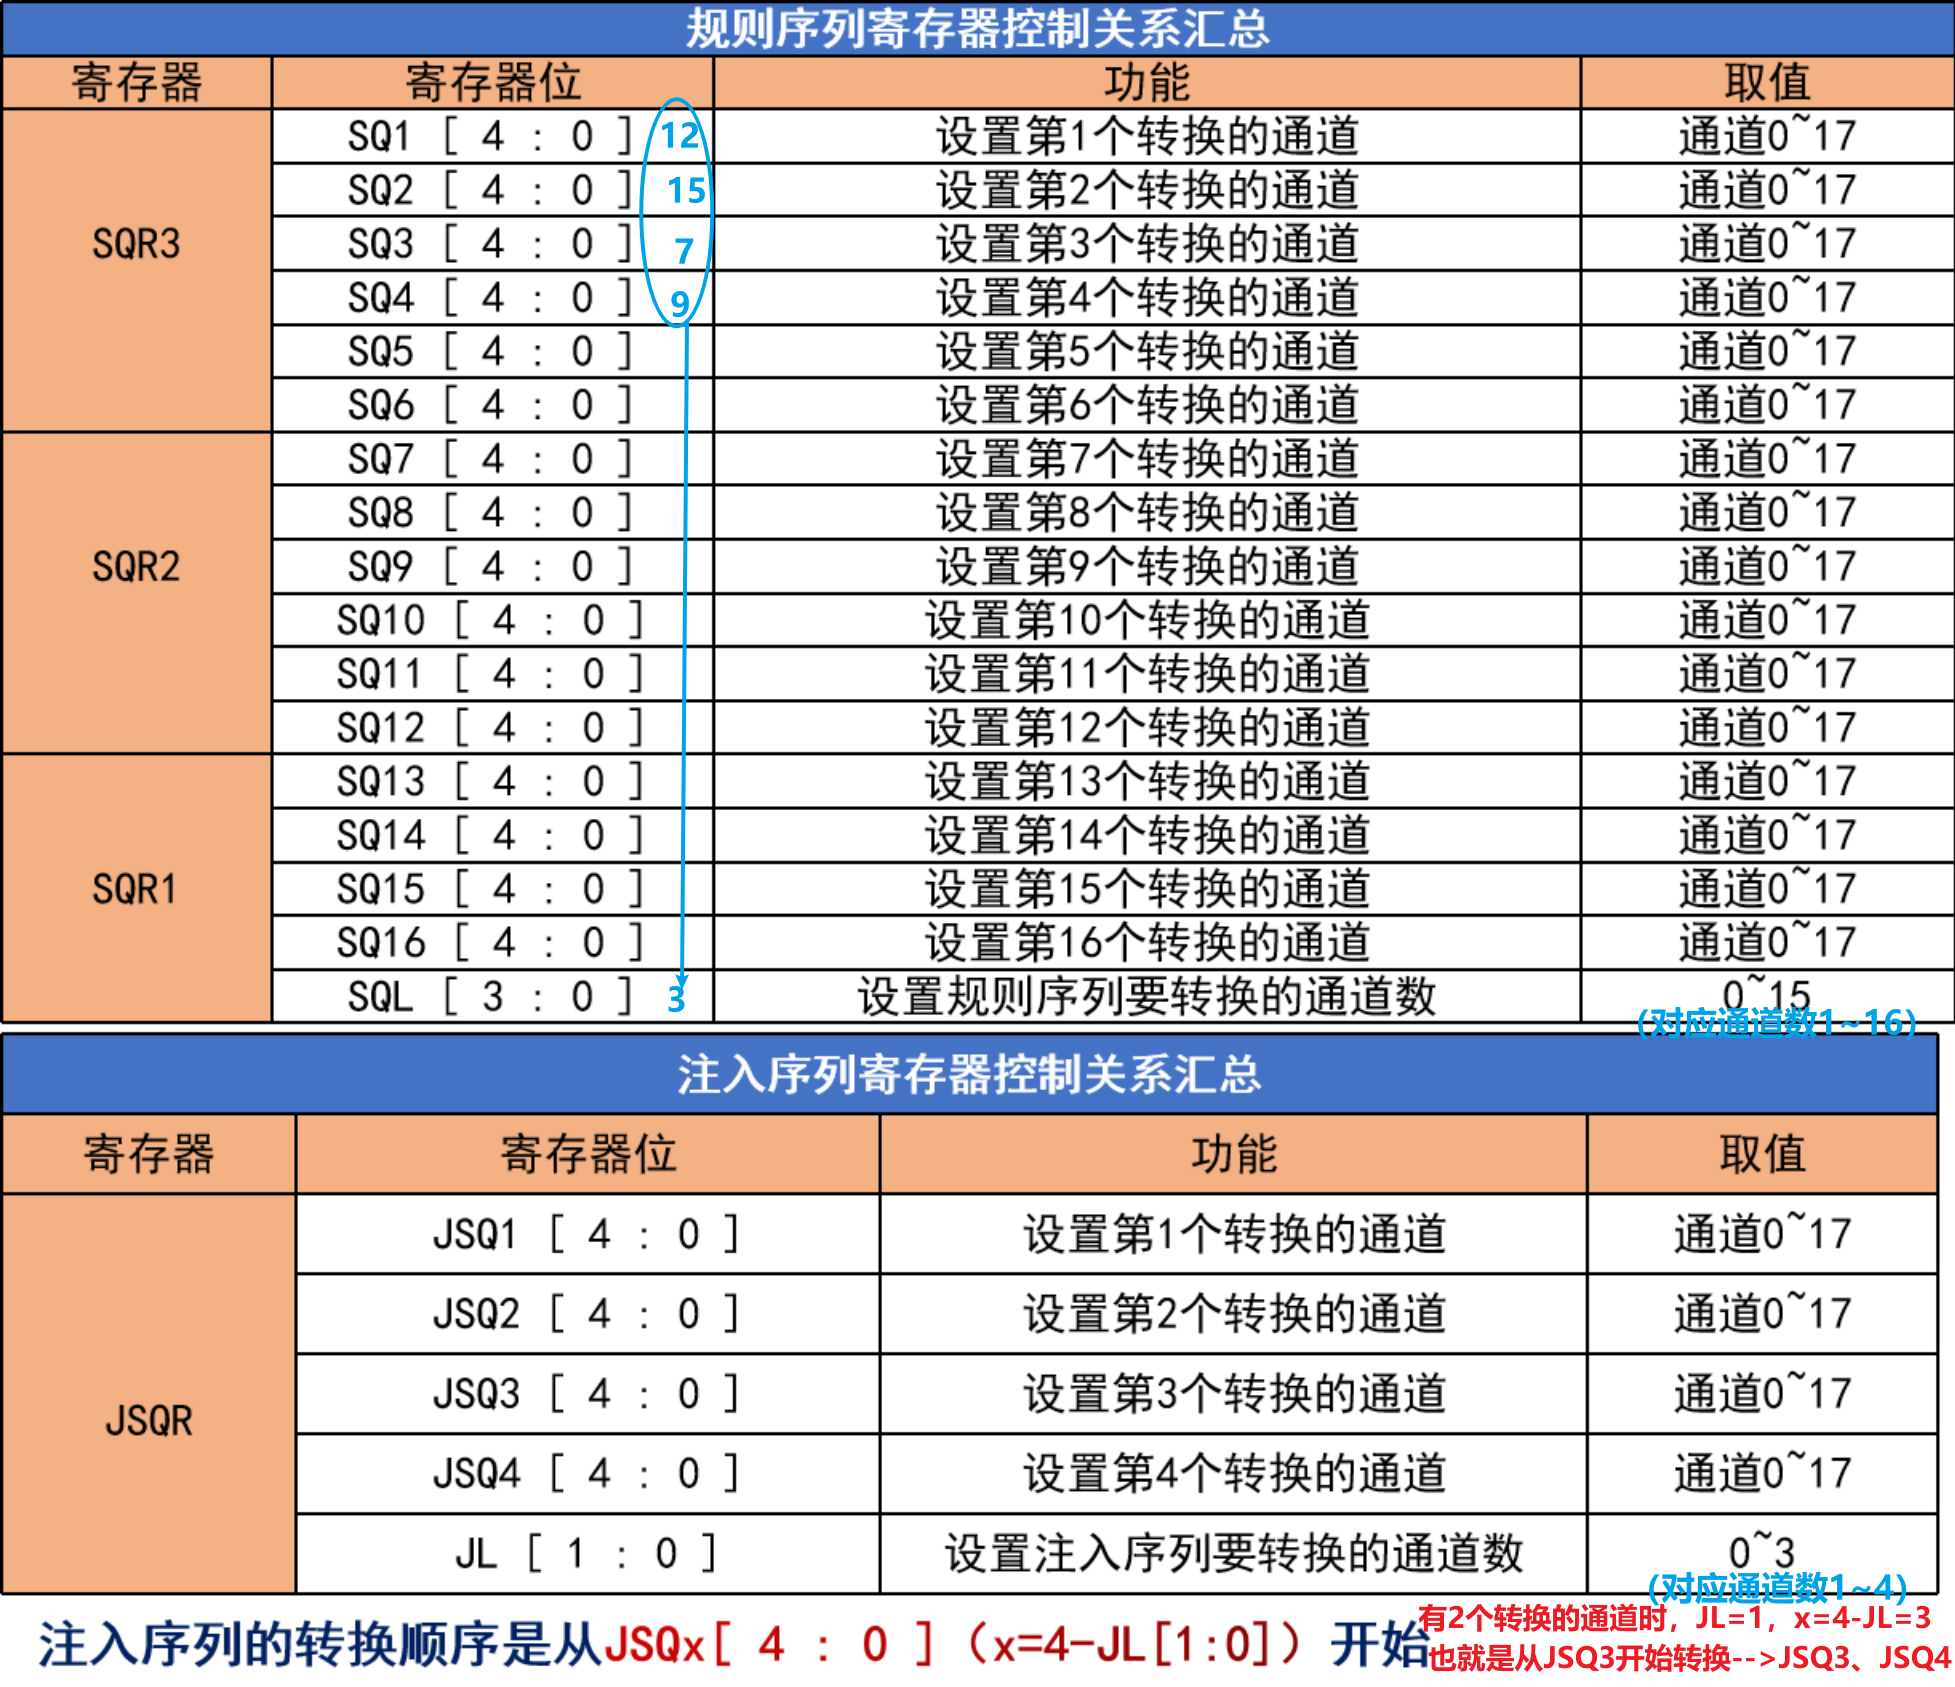 规则序列寄存器控制关系汇总
寄存器 寄存器位 功能 取值
SQR3
SQ1 [ 4 : 0 ] 12 设置第1个转换的通道 通道0~17
SQ2 [ 4 : 0 ] 15 设置第2个转换的通道 通道0~17
SQ3 [ 4 : 0 ] 7 设置第3个转换的通道 通道0~17
SQ4 [ 4 : 0 ] 9 设置第4个转换的通道 通道0~17
SQ5 [ 4 : 0 ] 设置第5个转换的通道 通道0~17
SQ6 [ 4 : 0 ] 设置第6个转换的通道 通道0~17
SQR2
SQ7 [ 4 : 0 ] 设置第7个转换的通道 通道0~17
SQ8 [ 4 : 0 ] 设置第8个转换的通道 通道0~17
SQ9 [ 4 : 0 ] 设置第9个转换的通道 通道0~17
SQ10 [ 4 : 0 ] 设置第10个转换的通道 通道0~17
SQ11 [ 4 : 0 ] 设置第11个转换的通道 通道0~17
SQ12 [ 4 : 0 ] 设置第12个转换的通道 通道0~17
SQR1
SQ13 [ 4 : 0 ] 设置第13个转换的通道 通道0~17
SQ14 [ 4 : 0 ] 设置第14个转换的通道 通道0~17
SQ15 [ 4 : 0 ] 设置第15个转换的通道 通道0~17
SQ16 [ 4 : 0 ] 设置第16个转换的通道 通道0~17
SQL [ 3 : 0 ] 3 设置规则序列要转换的通道数 0~15
(对应通道数1~16)
注入序列寄存器控制关系汇总
寄存器 寄存器位 功能 取值
JSQR
JSQ1 [ 4 : 0 ] 设置第1个转换的通道 通道0~17
JSQ2 [ 4 : 0 ] 设置第2个转换的通道 通道0~17
JSQ3 [ 4 : 0 ] 设置第3个转换的通道 通道0~17
JSQ4 [ 4 : 0 ] 设置第4个转换的通道 通道0~17
JL [ 1 : 0 ] 设置注入序列要转换的通道数 0~3
(对应通道数1~4)
注入序列的转换顺序是从JSQx[ 4 : 0 ]（x=4-JL[1:0]）开始
有2个转换的通道时，JL=1，x=4-JL=3
也就是从JSQ3开始转换-->JSQ3、JSQ4